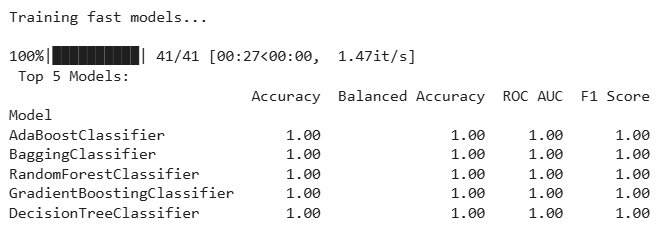 Training fast models...
100%|██████████| 41/41 [00:27<00:00,  1.47it/s]
Top 5 Models:
Accuracy  Balanced Accuracy  ROC AUC  F1 Score
Model
AdaBoostClassifier  1.00  1.00  1.00  1.00
BaggingClassifier  1.00  1.00  1.00  1.00
RandomForestClassifier  1.00  1.00  1.00  1.00
GradientBoostingClassifier  1.00  1.00  1.00  1.00
DecisionTreeClassifier  1.00  1.00  1.00  1.00